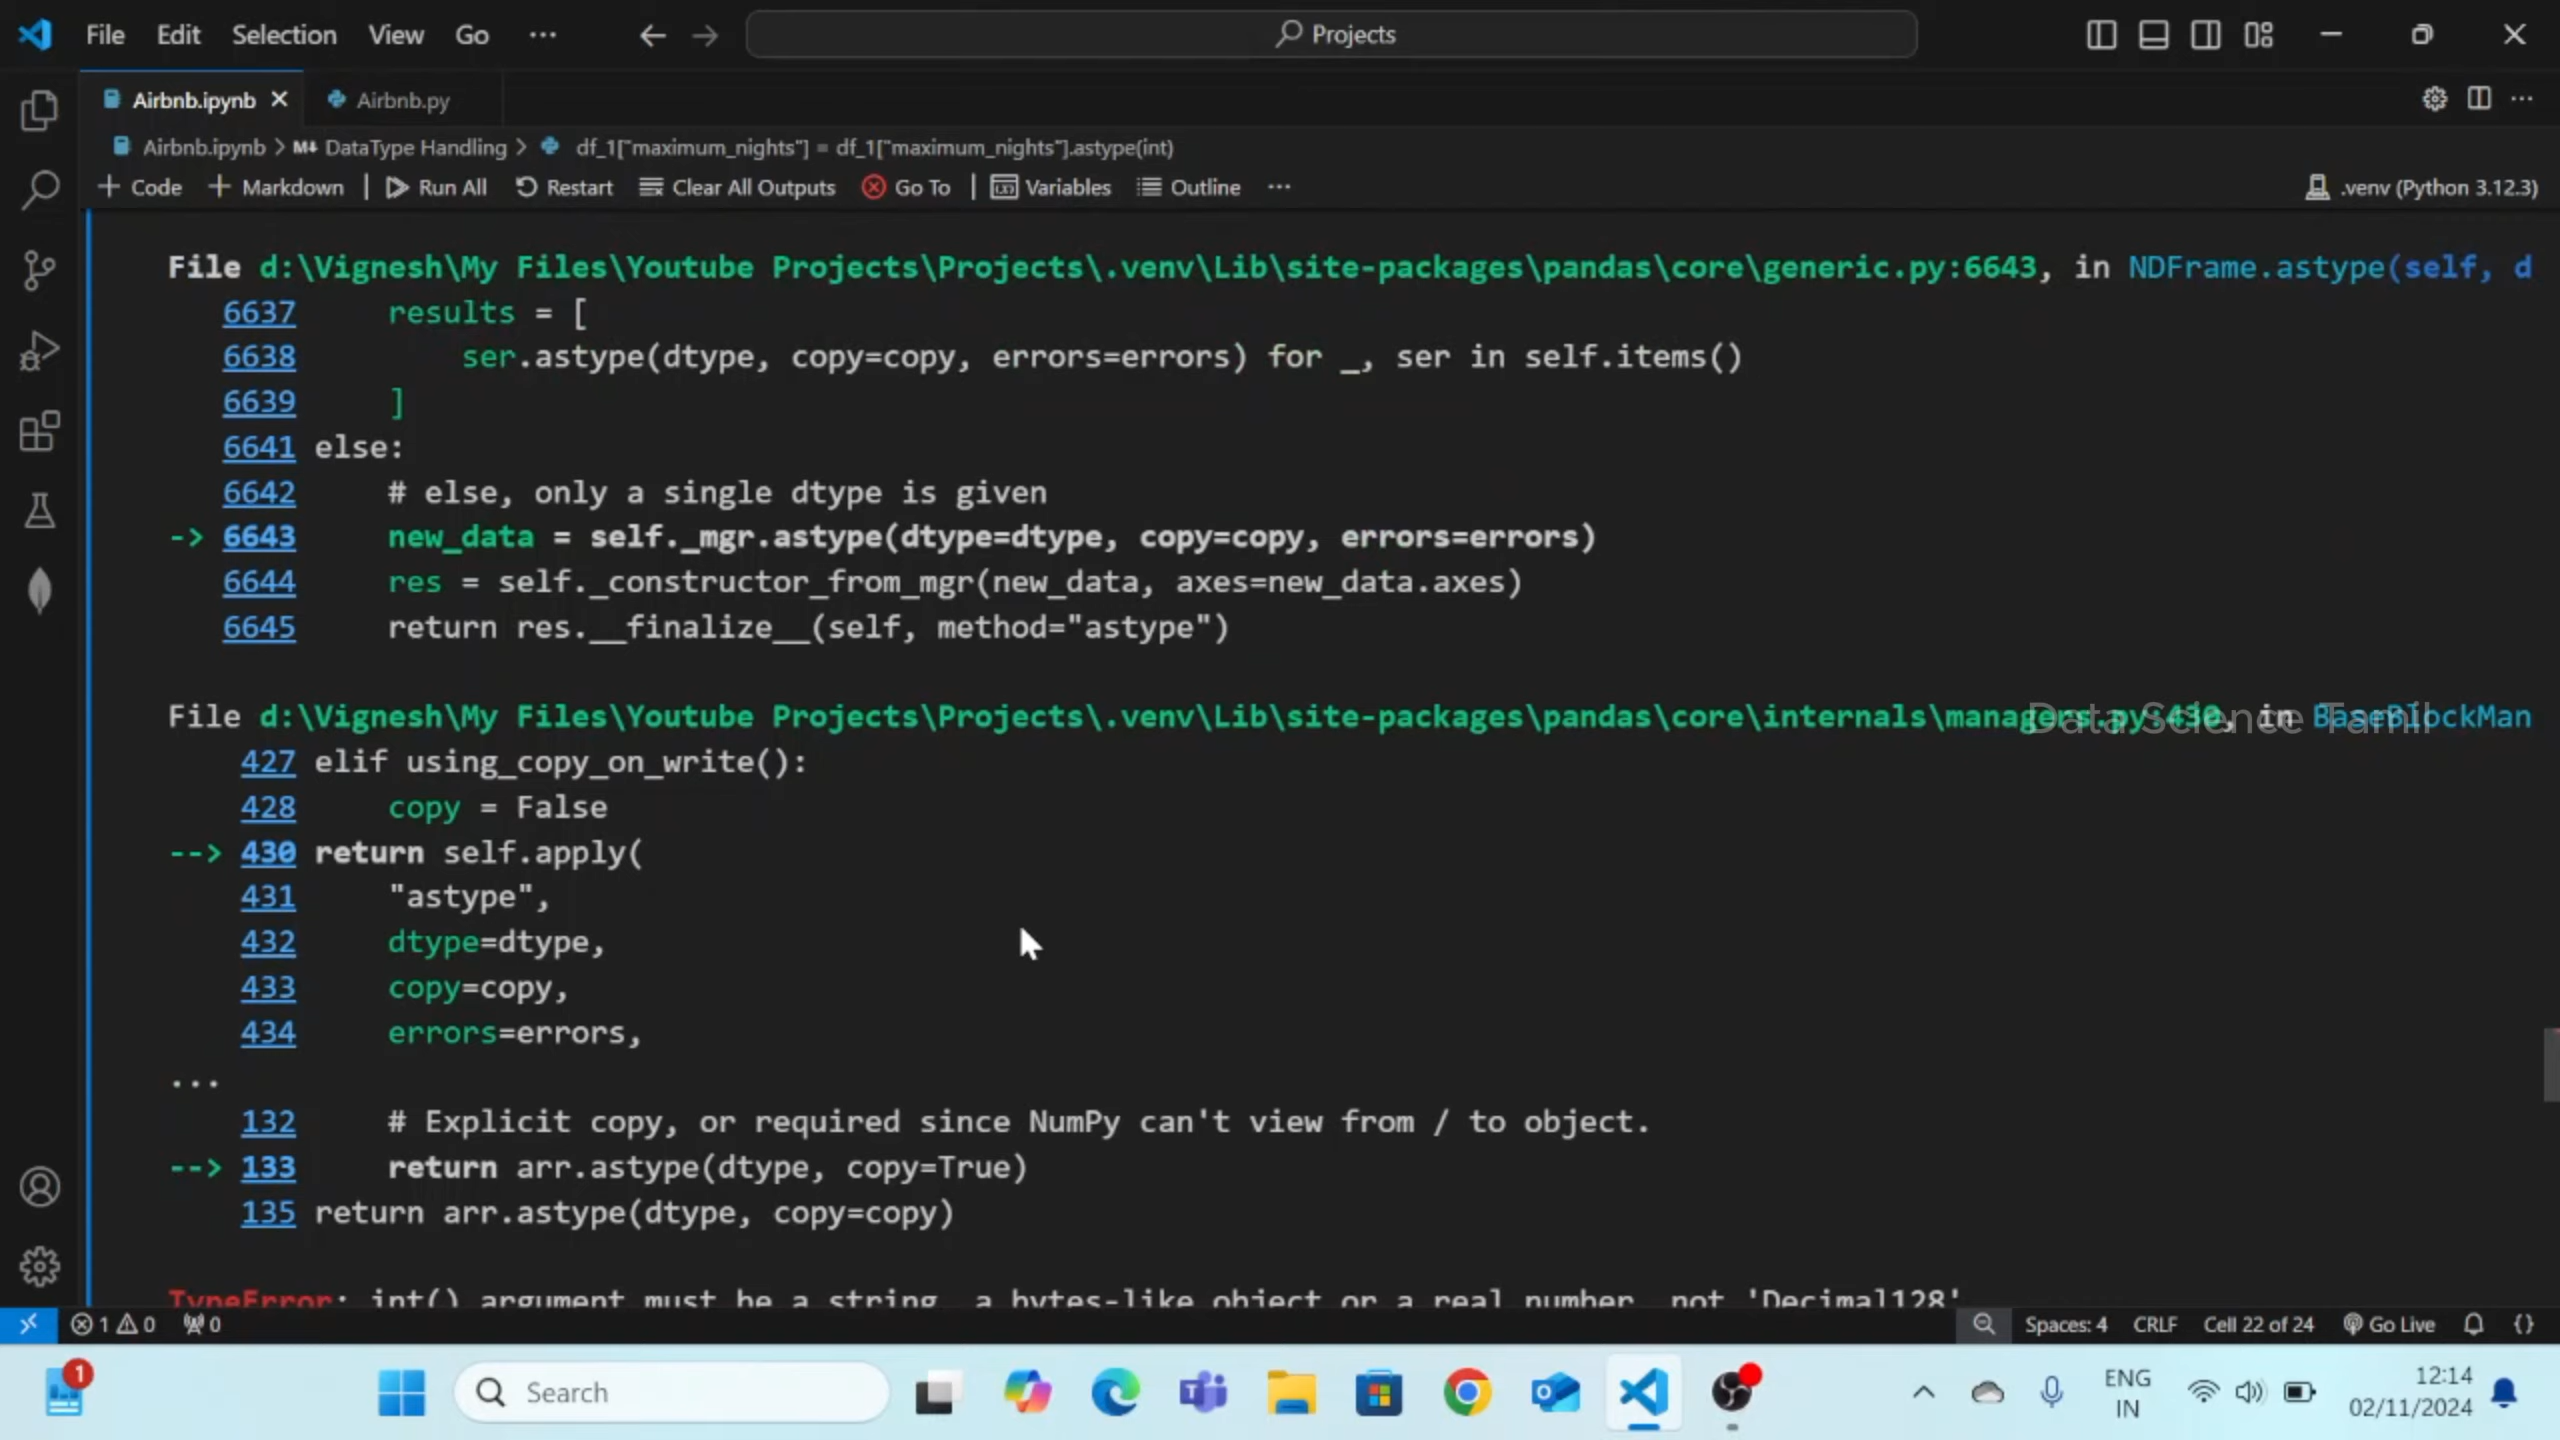 File Edit Selection View Go ··· Projects
Airbnb.ipynb Airbnb.py
Airbnb.ipynb > M↓ DataType Handling > df_1["maximum_nights"] = df_1["maximum_nights"].astype(int)
+ Code + Markdown | Run All Restart Clear All Outputs Go To | Variables Outline ··· .venv (Python 3.12.3)
File d:\Vignesh\My Files\Youtube Projects\Projects\.venv\Lib\site-packages\pandas\core\generic.py:6643, in NDFrame.astype(self, d
6637 results = [
6638 ser.astype(dtype, copy=copy, errors=errors) for _, ser in self.items()
6639 ]
6641 else:
6642 # else, only a single dtype is given
-> 6643 new_data = self._mgr.astype(dtype=dtype, copy=copy, errors=errors)
6644 res = self._constructor_from_mgr(new_data, axes=new_data.axes)
6645 return res.__finalize__(self, method="astype")
File d:\Vignesh\My Files\Youtube Projects\Projects\.venv\Lib\site-packages\pandas\core\internals\managers.py:430, in BaseBlockMan
Data Science Tamil
427 elif using_copy_on_write():
428 copy = False
--> 430 return self.apply(
431 "astype",
432 dtype=dtype,
433 copy=copy,
434 errors=errors,
...
132 # Explicit copy, or required since NumPy can't view from / to object.
--> 133 return arr.astype(dtype, copy=True)
135 return arr.astype(dtype, copy=copy)
TypeError: int() argument must be a string, a bytes-like object or a real number, not 'Decimal128'
1 0 0 Spaces: 4 CRLF Cell 22 of 24 Go Live {}
1 Search ENG 12:14
IN 02/11/2024